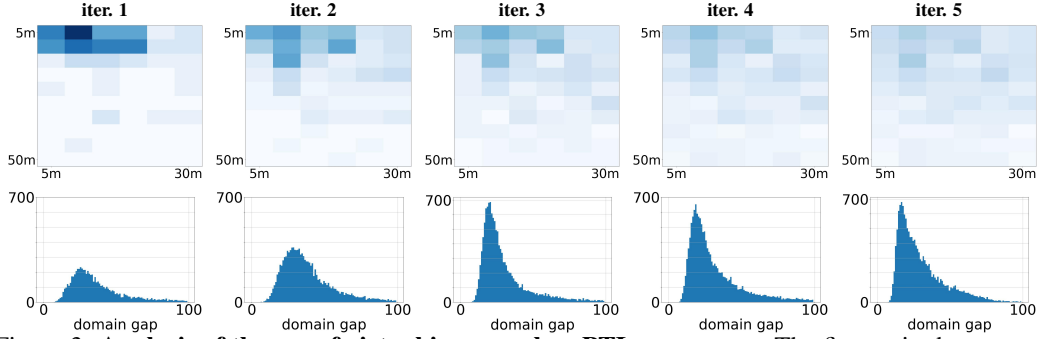 iter. 1 iter. 2 iter. 3 iter. 4 iter. 5
5m 5m 5m 5m 5m
50m 50m 50m 50m 50m
5m 30m 5m 30m 5m 30m 5m 30m 5m 30m
700 700 700 700 700
0 0 0 0 0
0 100 0 100 0 100 0 100 0 100
domain gap domain gap domain gap domain gap domain gap